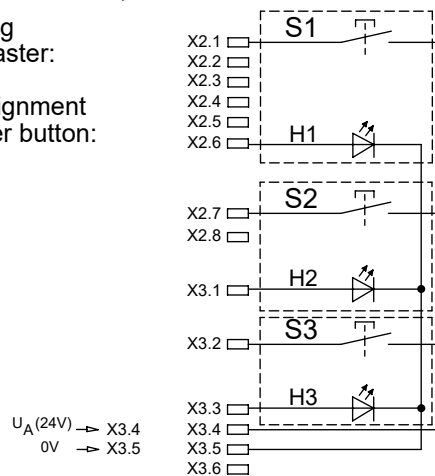 g
aster:
ignment
er button:
X2.1
S1
X2.2
X2.3
X2.4
X2.5
X2.6
H1
X2.7
S2
X2.8
X3.1
H2
X3.2
S3
X3.3
H3
UA(24V) X3.4
X3.4
0V X3.5
X3.5
X3.6